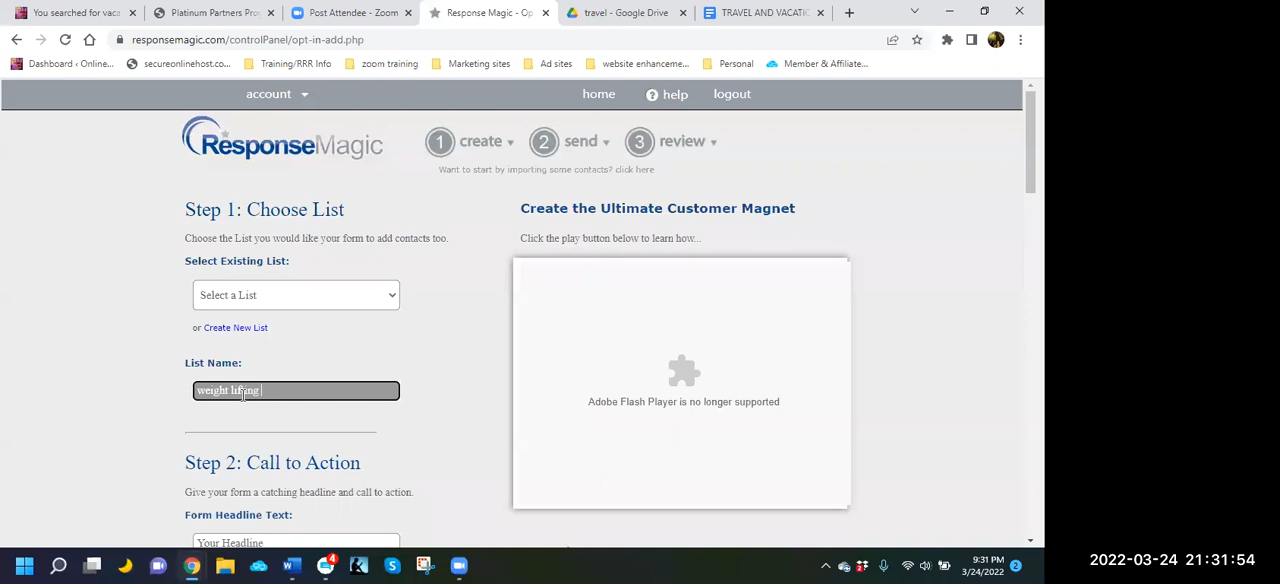 You searched for vaca
Platinum Partners Pro
Post Attendee - Zoom
Response Magic - Op
travel - Google Drive
TRAVEL AND VACATIC
responsemagic.com/controlPanel/opt-in-add.php
Dashboard ‹ Online...
secureonlinehost.co...
Training/RRR Info
zoom training
Marketing sites
Ad sites
website enhanceme...
Personal
Member & Affiliate...
account
home
? help
logout
ResponseMagic
1 create
2 send
3 review
Want to start by importing some contacts? click here
Step 1: Choose List
Choose the List you would like your form to add contacts too.
Select Existing List:
Select a List
or Create New List
List Name:
weight lifting
Create the Ultimate Customer Magnet
Click the play button below to learn how...
Adobe Flash Player is no longer supported
Step 2: Call to Action
Give your form a catching headline and call to action.
Form Headline Text:
Your Headline
4
9:31 PM
3/24/2022
2
2022-03-24 21:31:54